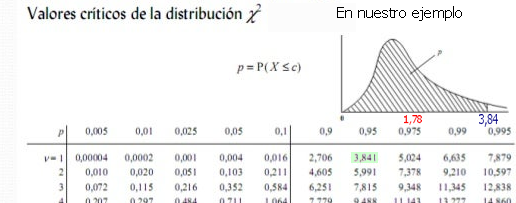 Valores críticos de la distribución χ² En nuestro ejemplo
p = P(X ≤ c)
p
0 1,78 3,84
p 0,005 0,01 0,025 0,05 0,1 0,9 0,95 0,975 0,99 0,995
ν= 1 0,00004 0,0002 0,001 0,004 0,016 2,706 3,841 5,024 6,635 7,879
2 0,010 0,020 0,051 0,103 0,211 4,605 5,991 7,378 9,210 10,597
3 0,072 0,115 0,216 0,352 0,584 6,251 7,815 9,348 11,345 12,838
4 0,207 0,297 0,484 0,711 1,064 7,779 9,488 11,143 13,277 14,860